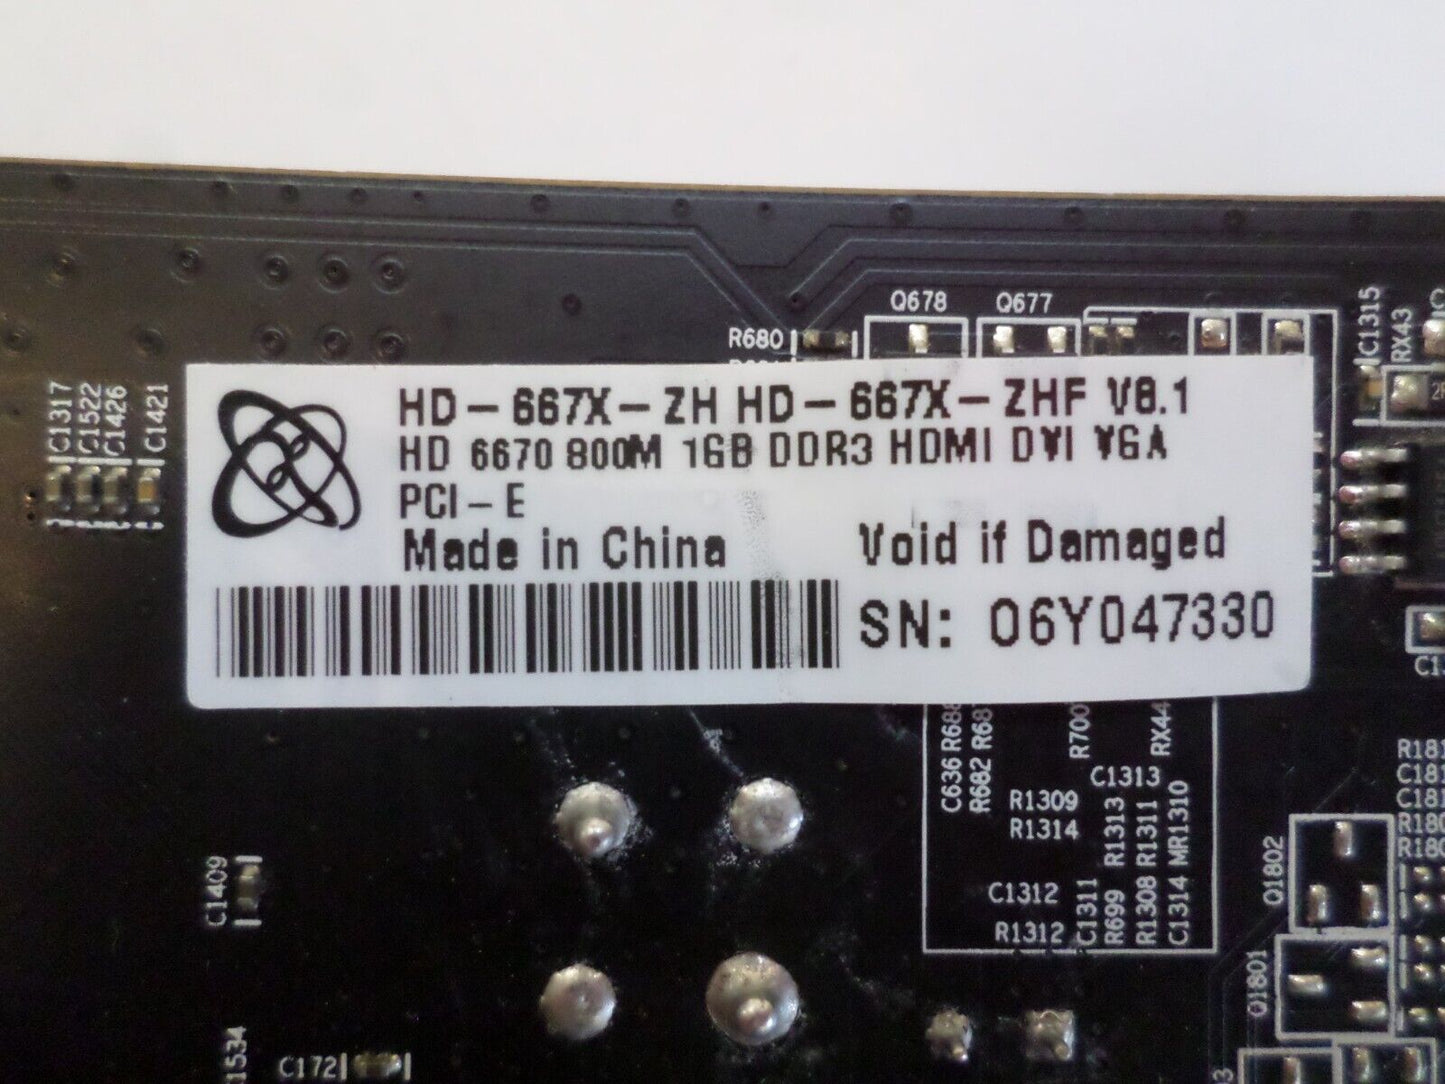 Q678 Q677
C1315
RX43
R680
C1317
C1522
C1426
C1421
HD-667X-ZH HD-667X-ZHF V8.1
HD 6670 800M 1GB DDR3 HDMI DVI VGA
PCI-E
Made in China Void if Damaged
SN: 06Y047330
C636
R682
R700
RX44
C1313
R1309
R1314
R1313
R1311
MR1310
C1312
R1312
C1311
R699
R1308
C1314
C1409
Q1802
Q1801
C172